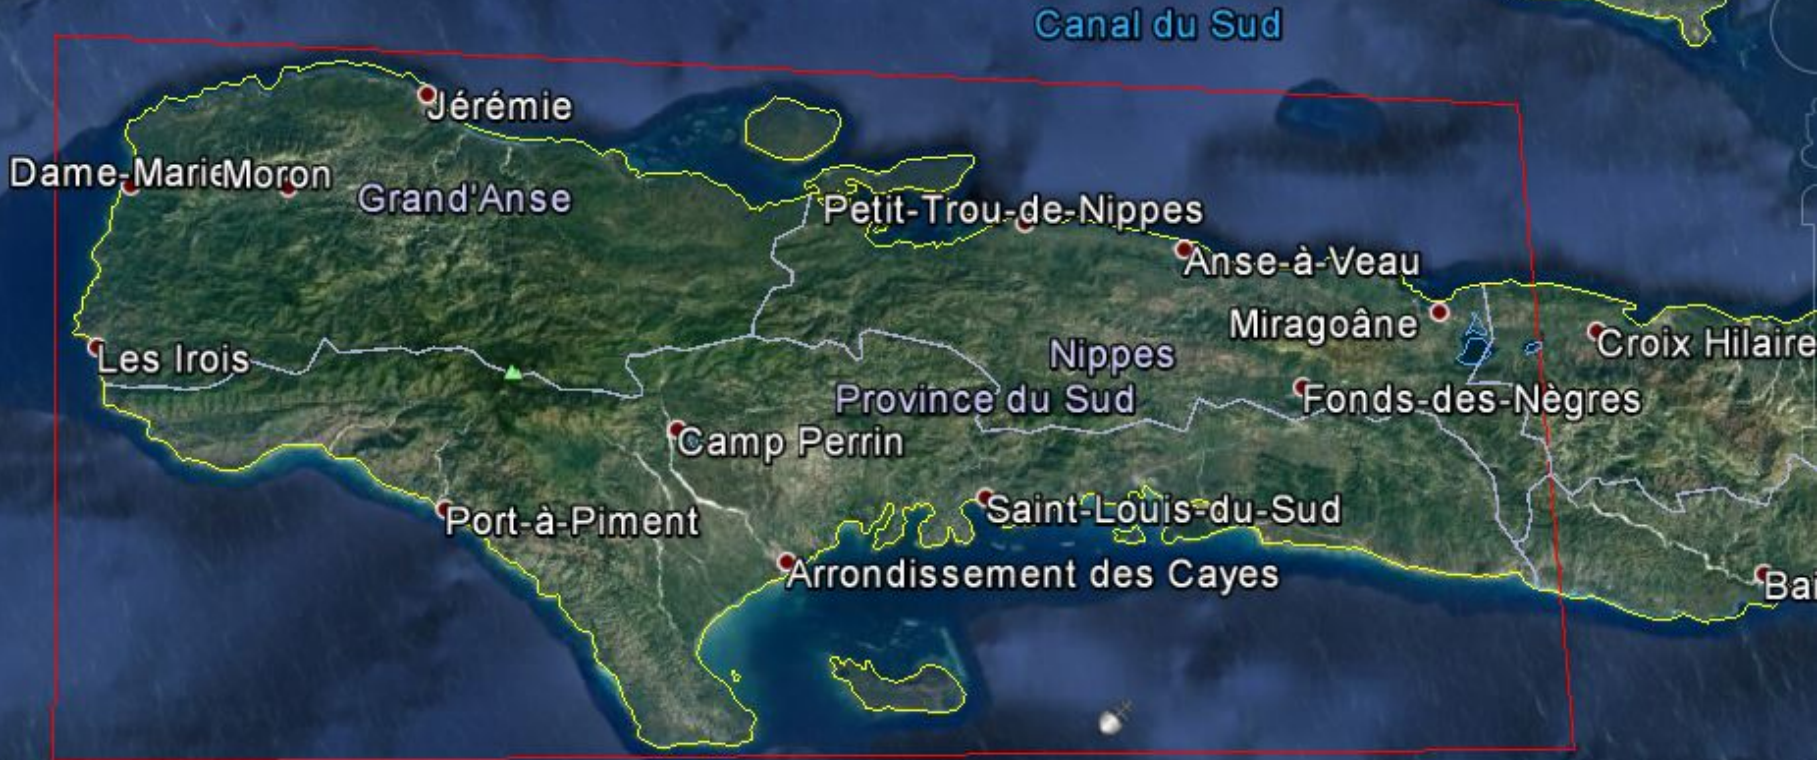 Canal du Sud
Jérémie
Dame-Marie
Moron
Grand'Anse
Petit-Trou-de-Nippes
Anse-à-Veau
Miragoâne
Croix Hilaire
Les Irois
Nippes
Province du Sud
Fonds-des-Nègres
Camp Perrin
Saint-Louis-du-Sud
Port-à-Piment
Arrondissement des Cayes
Bai